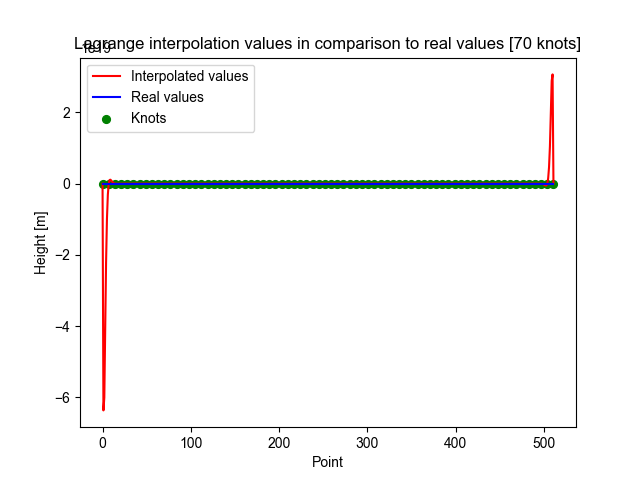 Lagrange interpolation values in comparison to real values [70 knots]
1e19
Interpolated values
Real values
Knots
2
0
−2
−4
−6
Height [m]
0 100 200 300 400 500
Point